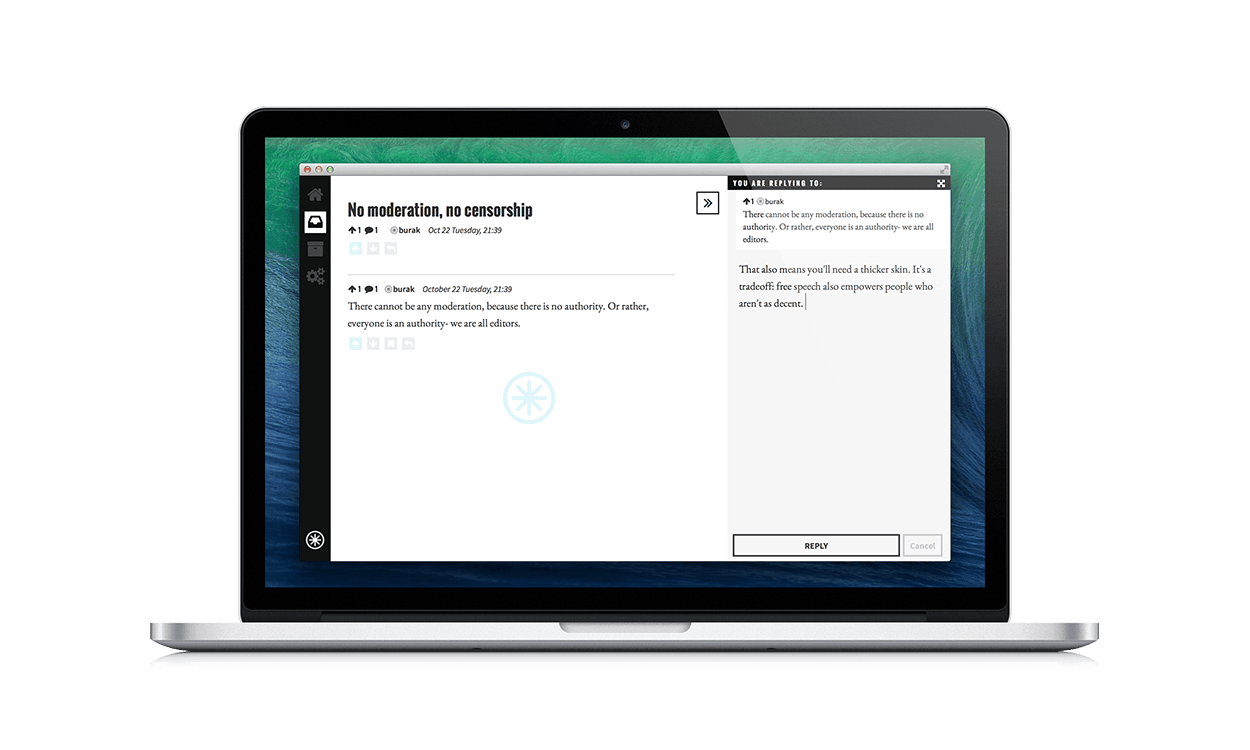 No moderation, no censorship
1 1 burak Oct 22 Tuesday, 21:39
1 1 burak October 22 Tuesday, 21:39
There cannot be any moderation, because there is no authority. Or rather,
everyone is an authority- we are all editors.
YOU ARE REPLYING TO:
1 burak
There cannot be any moderation, because there is no
authority. Or rather, everyone is an authority- we are all
editors.
That also means you'll need a thicker skin. It's a
tradeoff: free speech also empowers people who
aren't as decent.
REPLY Cancel